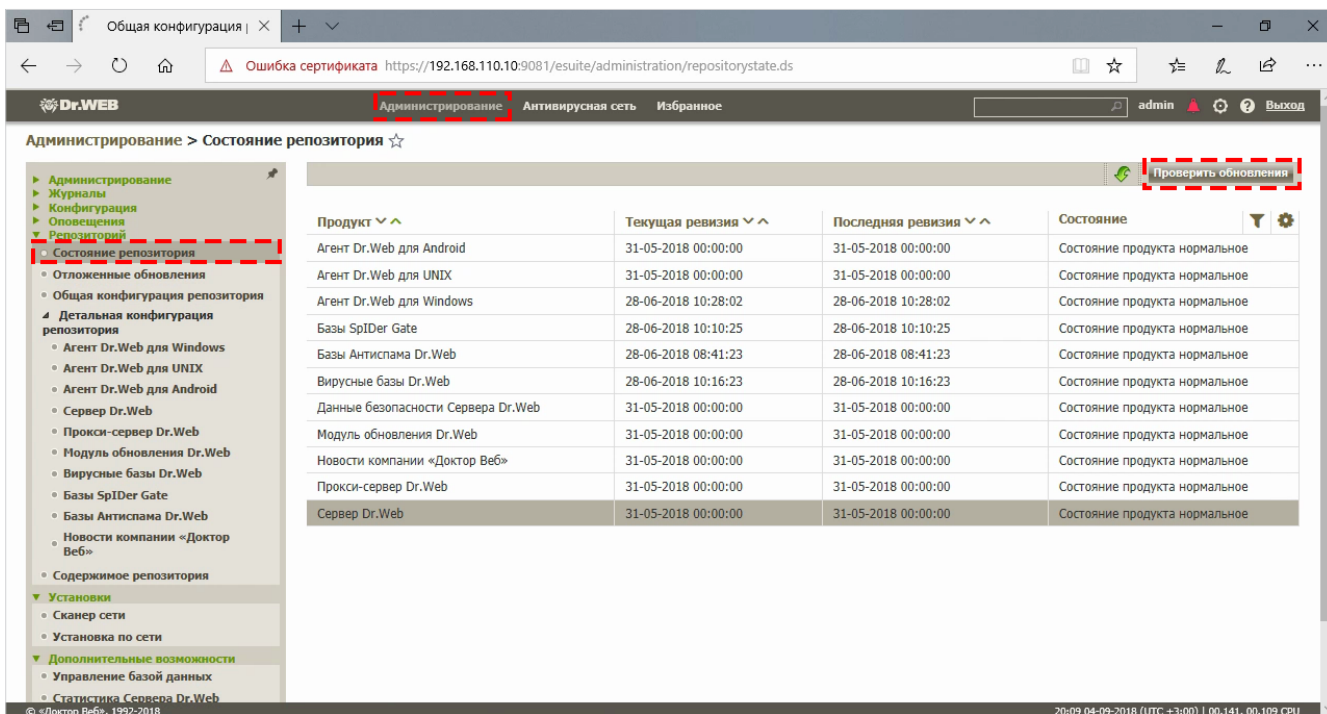 Общая конфигурация р
Ошибка сертификата https://192.168.110.10:9081/esuite/administration/repositorystate.ds
Dr.WEB Администрирование Антивирусная сеть Избранное admin Выход
Администрирование > Состояние репозитория
Администрирование
Журналы
Конфигурация
Оповещения
Репозиторий
Состояние репозитория
Отложенные обновления
Общая конфигурация репозитория
Детальная конфигурация
репозитория
Агент Dr.Web для Windows
Агент Dr.Web для UNIX
Агент Dr.Web для Android
Сервер Dr.Web
Прокси-сервер Dr.Web
Модуль обновления Dr.Web
Вирусные базы Dr.Web
Базы SpIDer Gate
Базы Антиспама Dr.Web
Новости компании «Доктор
Веб»
Содержимое репозитория
Установки
Сканер сети
Установка по сети
Дополнительные возможности
Управление базой данных
Статистика Сервера Dr.Web
Проверить обновления
Продукт Текущая ревизия Последняя ревизия Состояние
Агент Dr.Web для Android 31-05-2018 00:00:00 31-05-2018 00:00:00 Состояние продукта нормальное
Агент Dr.Web для UNIX 31-05-2018 00:00:00 31-05-2018 00:00:00 Состояние продукта нормальное
Агент Dr.Web для Windows 28-06-2018 10:28:02 28-06-2018 10:28:02 Состояние продукта нормальное
Базы SpIDer Gate 28-06-2018 10:10:25 28-06-2018 10:10:25 Состояние продукта нормальное
Базы Антиспама Dr.Web 28-06-2018 08:41:23 28-06-2018 08:41:23 Состояние продукта нормальное
Вирусные базы Dr.Web 28-06-2018 10:16:23 28-06-2018 10:16:23 Состояние продукта нормальное
Данные безопасности Сервера Dr.Web 31-05-2018 00:00:00 31-05-2018 00:00:00 Состояние продукта нормальное
Модуль обновления Dr.Web 31-05-2018 00:00:00 31-05-2018 00:00:00 Состояние продукта нормальное
Новости компании «Доктор Веб» 31-05-2018 00:00:00 31-05-2018 00:00:00 Состояние продукта нормальное
Прокси-сервер Dr.Web 31-05-2018 00:00:00 31-05-2018 00:00:00 Состояние продукта нормальное
Сервер Dr.Web 31-05-2018 00:00:00 31-05-2018 00:00:00 Состояние продукта нормальное
© «Доктор Веб», 1992-2018 20:09 04-09-2018 (UTC +3:00) | 00.141, 00.109 CPU